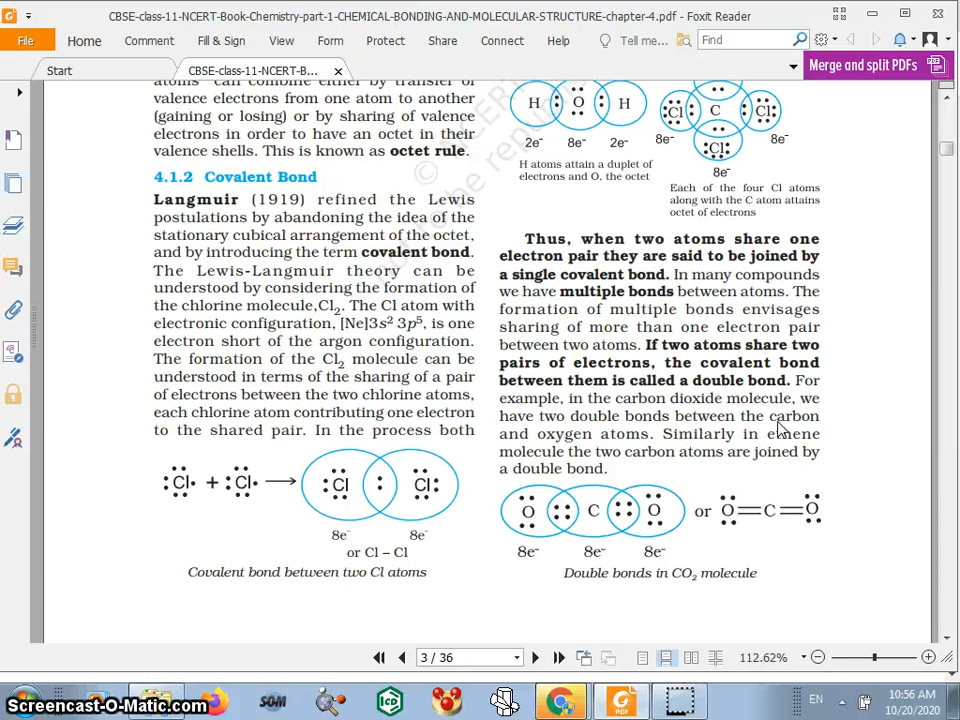 CBSE-class-11-NCERT-Book-Chemistry-part-1-CHEMICAL-BONDING-AND-MOLECULAR-STRUCTURE-chapter-4.pdf - Foxit Reader
File Home Comment Fill & Sign View Form Protect Share Connect Help Tell me... Find
Start CBSE-class-11-NCERT-B... Merge and split PDFs
atoms can combine either by transfer of
valence electrons from one atom to another
(gaining or losing) or by sharing of valence
electrons in order to have an octet in their
valence shells. This is known as octet rule.
4.1.2 Covalent Bond
Langmuir (1919) refined the Lewis
postulations by abandoning the idea of the
stationary cubical arrangement of the octet,
and by introducing the term covalent bond.
The Lewis-Langmuir theory can be
understood by considering the formation of
the chlorine molecule,Cl₂. The Cl atom with
electronic configuration, [Ne]3s² 3p⁵, is one
electron short of the argon configuration.
The formation of the Cl₂ molecule can be
understood in terms of the sharing of a pair
of electrons between the two chlorine atoms,
each chlorine atom contributing one electron
to the shared pair. In the process both
Cl + Cl → Cl : Cl
8e⁻ 8e⁻
or Cl – Cl
Covalent bond between two Cl atoms
H O H
2e⁻ 8e⁻ 2e⁻
H atoms attain a duplet of
electrons and O, the octet
Cl C Cl
8e⁻ 8e⁻
Cl
8e⁻
Each of the four Cl atoms
along with the C atom attains
octet of electrons
Thus, when two atoms share one
electron pair they are said to be joined by
a single covalent bond. In many compounds
we have multiple bonds between atoms. The
formation of multiple bonds envisages
sharing of more than one electron pair
between two atoms. If two atoms share two
pairs of electrons, the covalent bond
between them is called a double bond. For
example, in the carbon dioxide molecule, we
have two double bonds between the carbon
and oxygen atoms. Similarly in ethene
molecule the two carbon atoms are joined by
a double bond.
O :: C :: O or O=C=O
8e⁻ 8e⁻ 8e⁻
Double bonds in CO₂ molecule
3 / 36 112.62%
SOM ICD PDF EN 10:56 AM
Screencast-O-Matic.com 10/20/2020